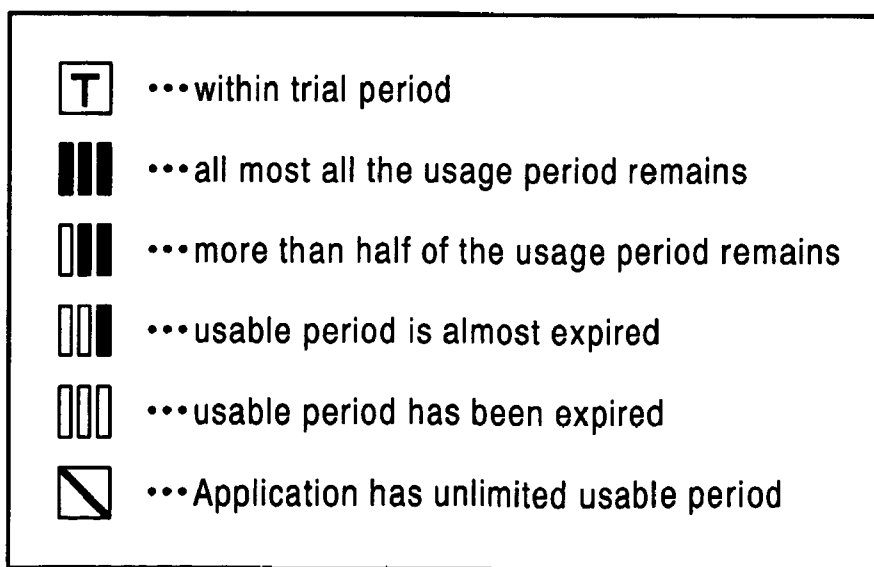 T •••within trial period
•••all most all the usage period remains
•••more than half of the usage period remains
•••usable period is almost expired
•••usable period has been expired
•••Application has unlimited usable period